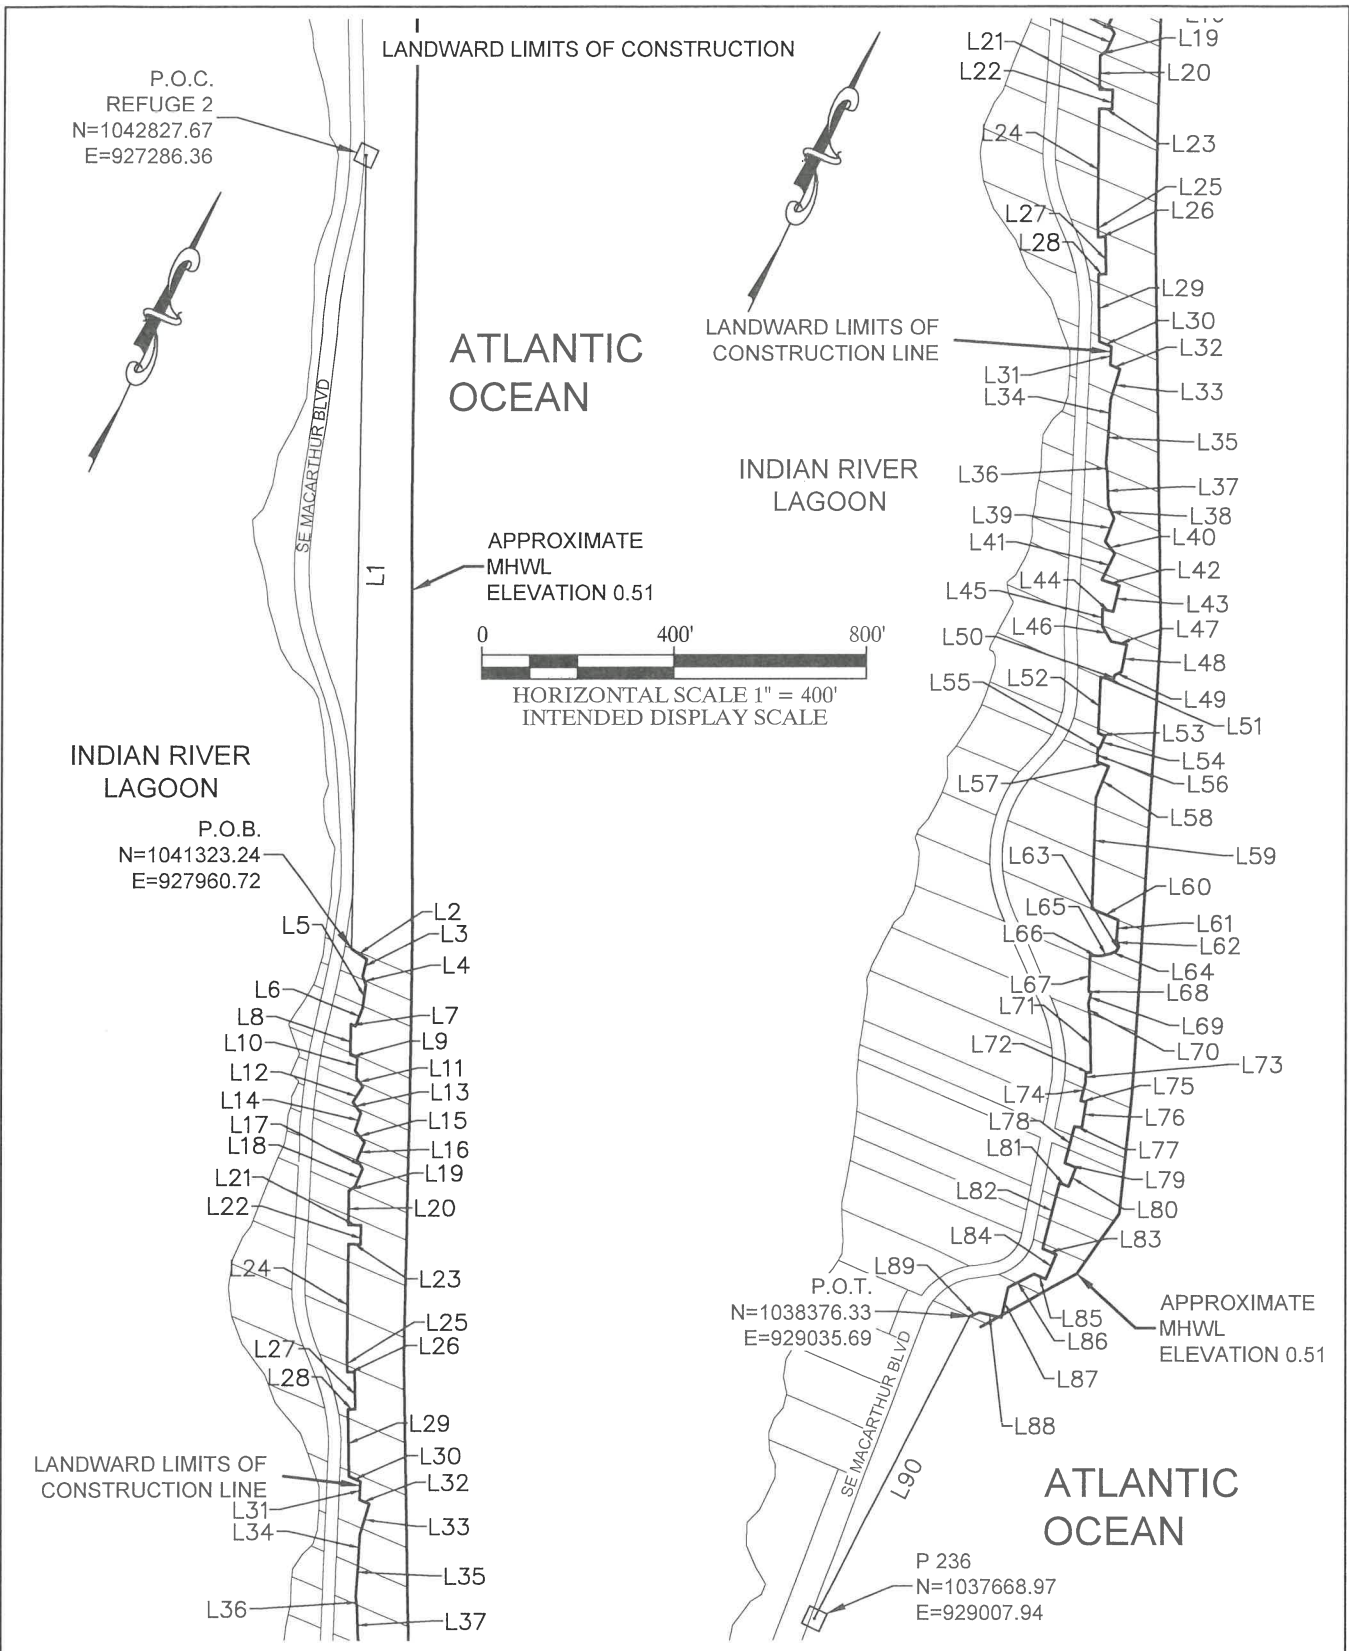 LANDWARD LIMITS OF CONSTRUCTION
P.O.C.
REFUGE 2
N=1042827.67
E=927286.36
ATLANTIC
OCEAN
SE MACARTHUR BLVD
L1
APPROXIMATE
MHWL
ELEVATION 0.51
0 400' 800'
HORIZONTAL SCALE 1" = 400'
INTENDED DISPLAY SCALE
INDIAN RIVER
LAGOON
P.O.B.
N=1041323.24
E=927960.72
L2
L5
L3
L4
L6
L7
L8
L9
L10
L11
L12
L13
L14
L15
L17
L16
L18
L19
L21
L20
L22
L24
L23
L25
L27
L26
L28
L29
L30
LANDWARD LIMITS OF
CONSTRUCTION LINE
L32
L31
L33
L34
L35
L36
L37
L21
L19
L22
L20
L24
L23
L25
L27
L26
L28
L29
LANDWARD LIMITS OF
CONSTRUCTION LINE
L30
L32
L31
L33
L34
L35
INDIAN RIVER
LAGOON
L36
L37
L39
L38
L40
L41
L42
L44
L45
L43
L46
L47
L50
L48
L52
L49
L55
L51
L53
L54
L57
L56
L58
L63
L59
L60
L65
L61
L66
L62
L64
L67
L68
L71
L69
L70
L72
L73
L74
L75
L78
L76
L81
L77
L79
L82
L80
L84
L83
L89
P.O.T.
N=1038376.33
E=929035.69
L85
L86
L87
L88
APPROXIMATE
MHWL
ELEVATION 0.51
SE MACARTHUR BLVD
L90
ATLANTIC
OCEAN
P 236
N=1037668.97
E=929007.94